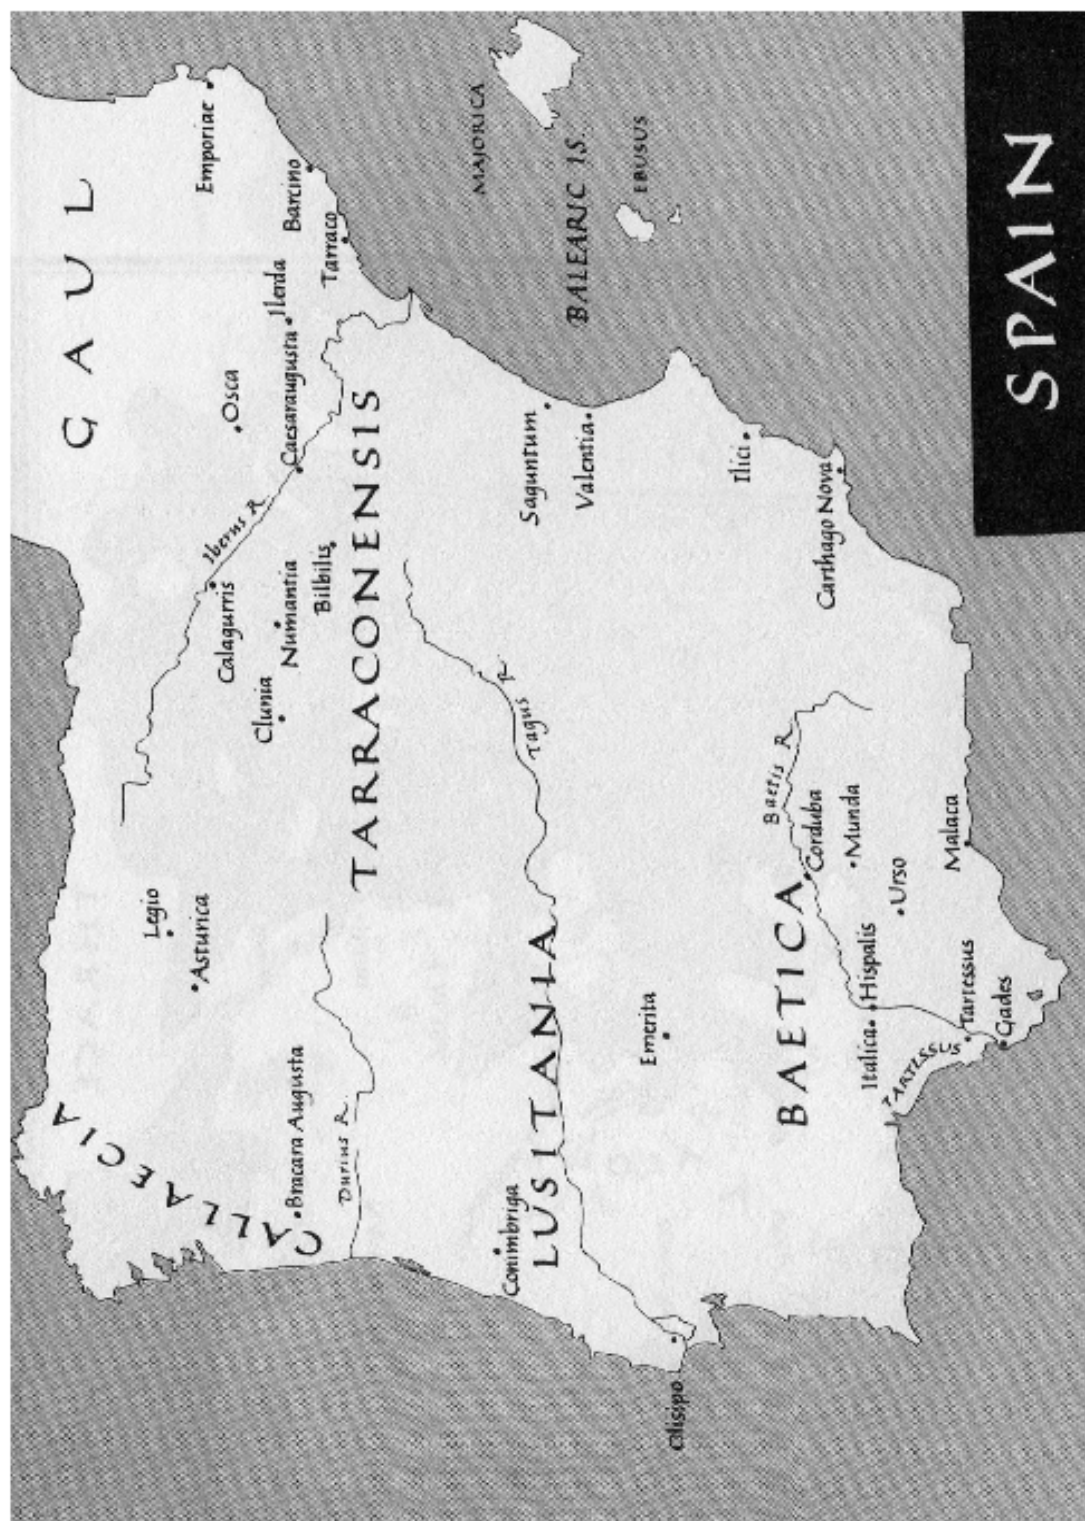 SPAIN
GAUL
Emporiae
Barcino
Tarraco
Ilerda
Caesaraugusta
Osca
Iberus R.
Calagurris
Numantia
Bilbilis
Clunia
TARRACONENSIS
Legio
Asturica
CALLAECIA
Bracara Augusta
Durius R.
MAJORICA
BALEARIC IS.
EBUSUS
Saguntum
Valentia
Ilici
Carthago Nova
Tagus R.
LUSITANIA
Conimbriga
Olisipo
Emerita
BAETICA
Baetis R.
Corduba
Munda
Urso
Hispalis
Italica
TARTESSUS
Tartessus
Gades
Malaca